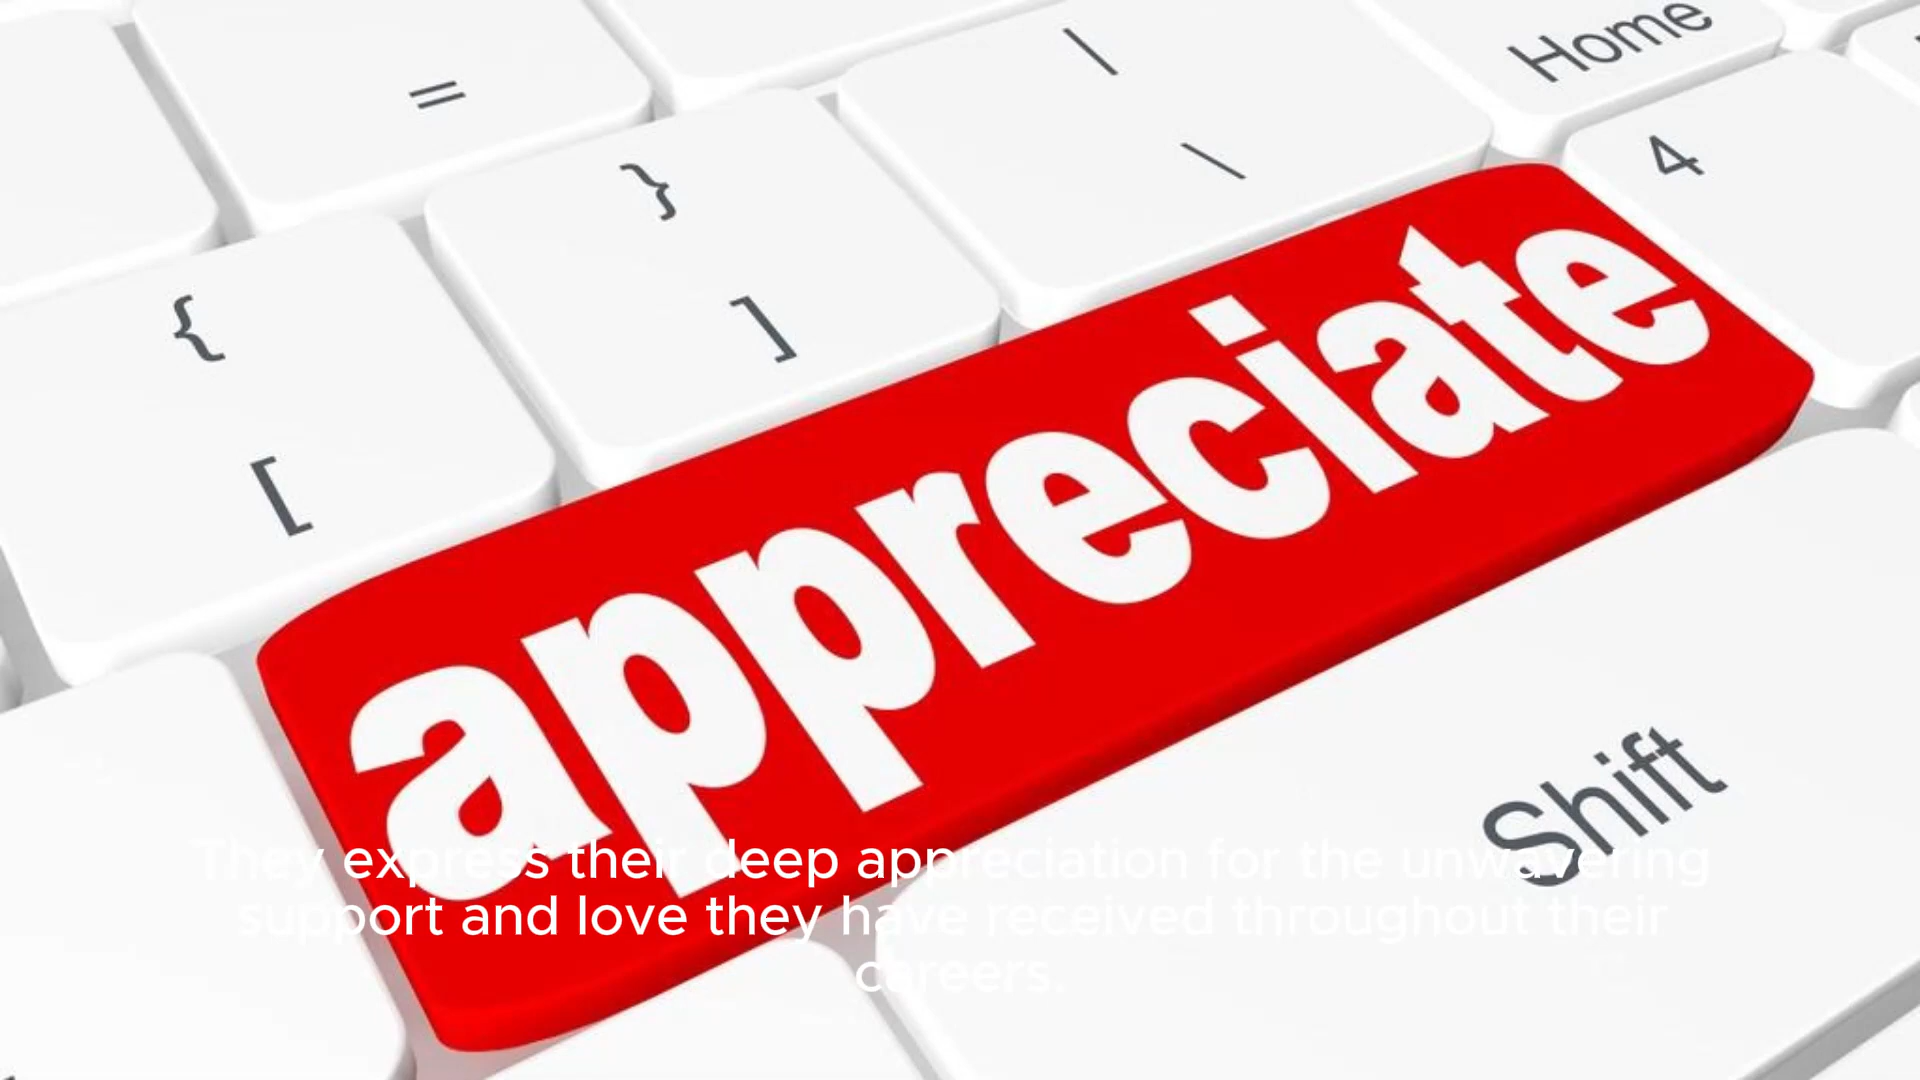 =
|
\
Home
}
]
4
{
[
appreciate
Shift
They express their deep appreciation for the unwavering
support and love they have received throughout their
careers.